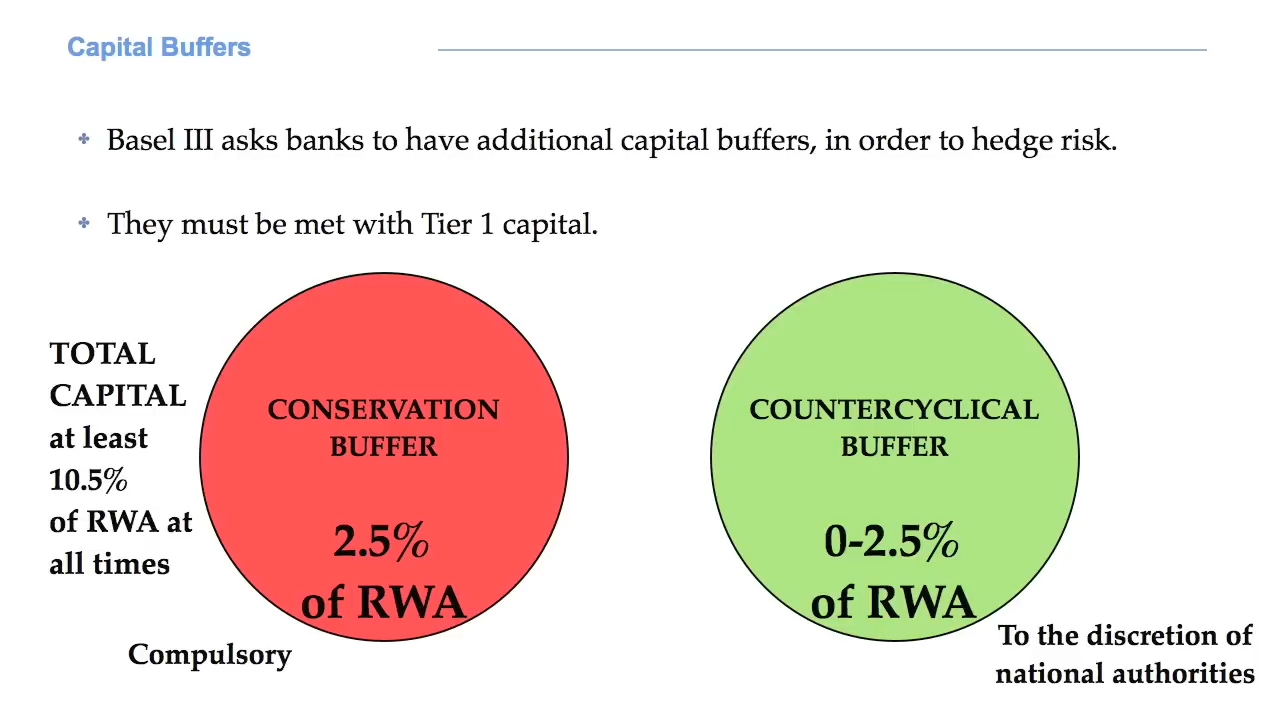 Capital Buffers
Basel III asks banks to have additional capital buffers, in order to hedge risk.
They must be met with Tier 1 capital.
TOTAL
CAPITAL
at least
10.5%
of RWA at
all times
CONSERVATION
BUFFER
2.5%
of RWA
Compulsory
COUNTERCYCLICAL
BUFFER
0-2.5%
of RWA
To the discretion of
national authorities